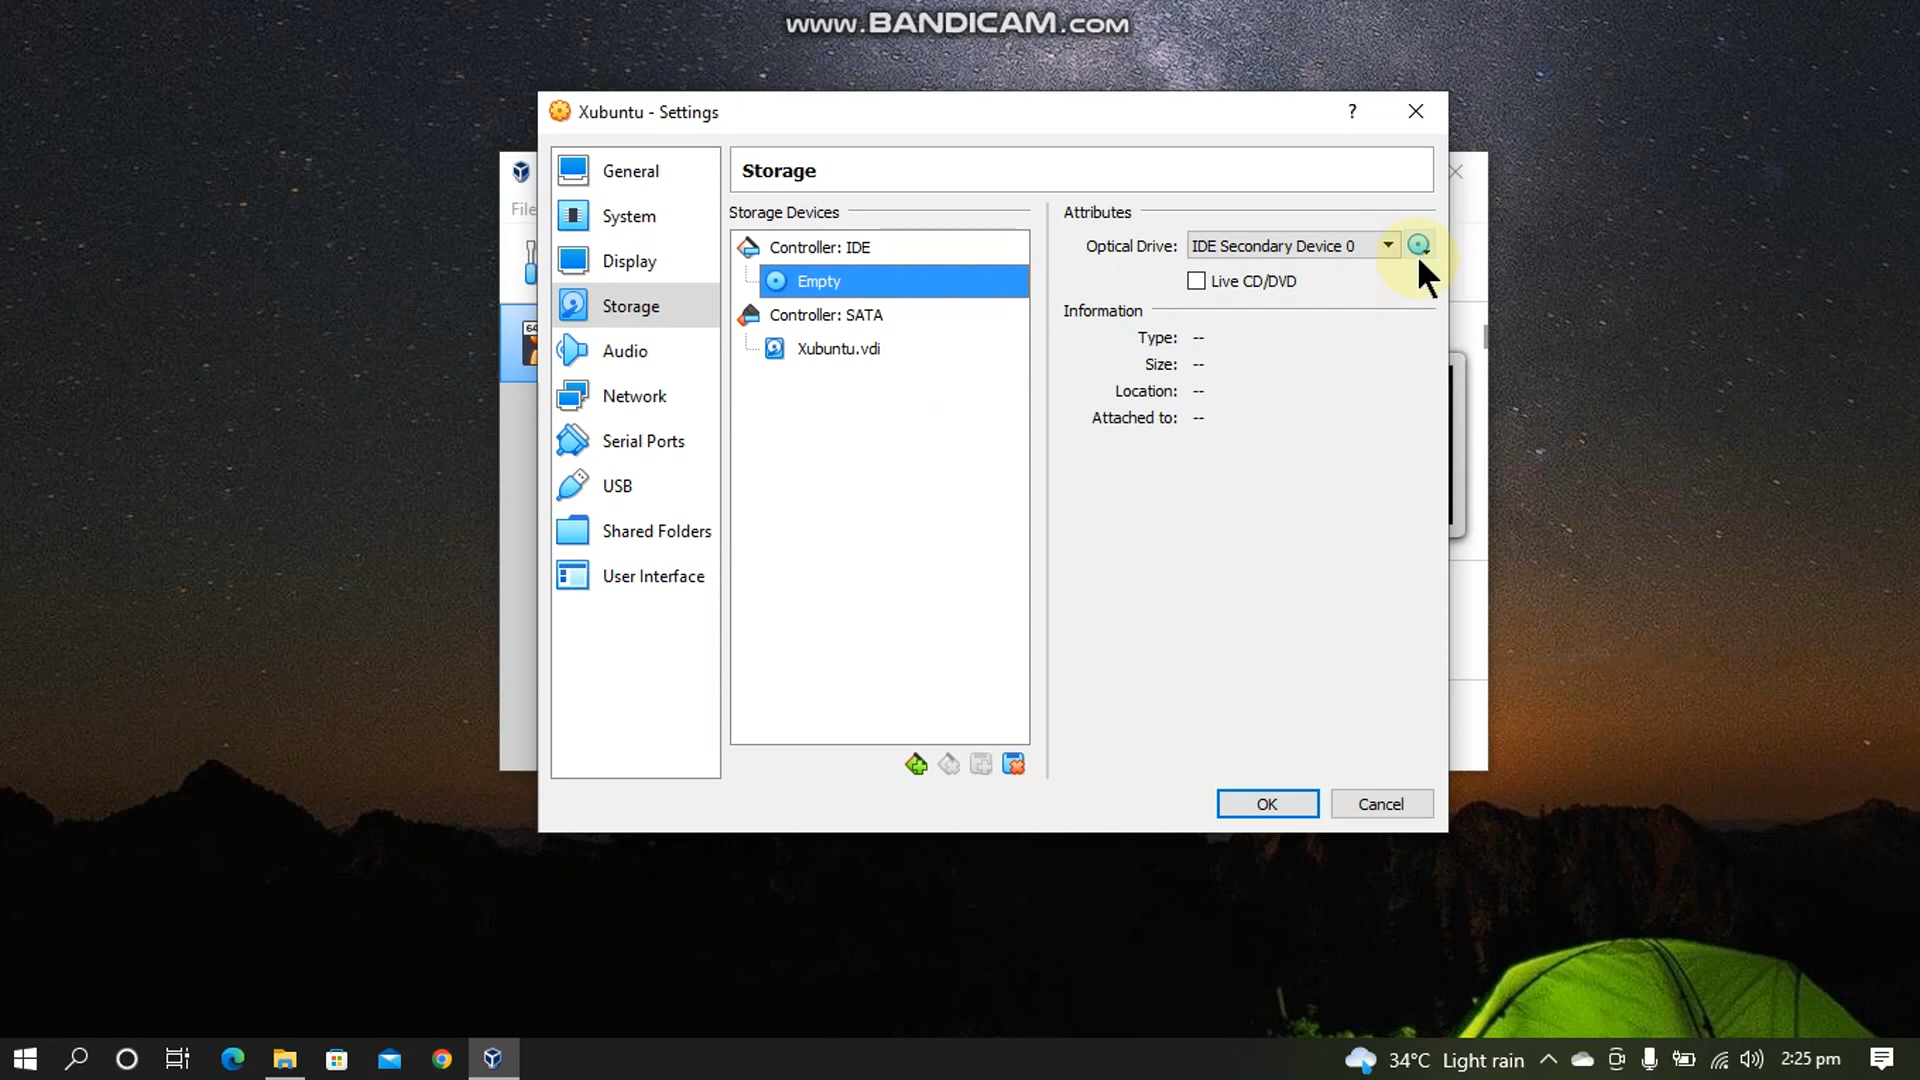 www.BANDICAM.com
Xubuntu - Settings
?
File
64
General
System
Display
Storage
Audio
Network
Serial Ports
USB
Shared Folders
User Interface
Storage
Storage Devices
Controller: IDE
Empty
Controller: SATA
Xubuntu.vdi
Attributes
Optical Drive: IDE Secondary Device 0
Live CD/DVD
Information
Type: --
Size: --
Location: --
Attached to: --
OK
Cancel
34°C Light rain
2:25 pm